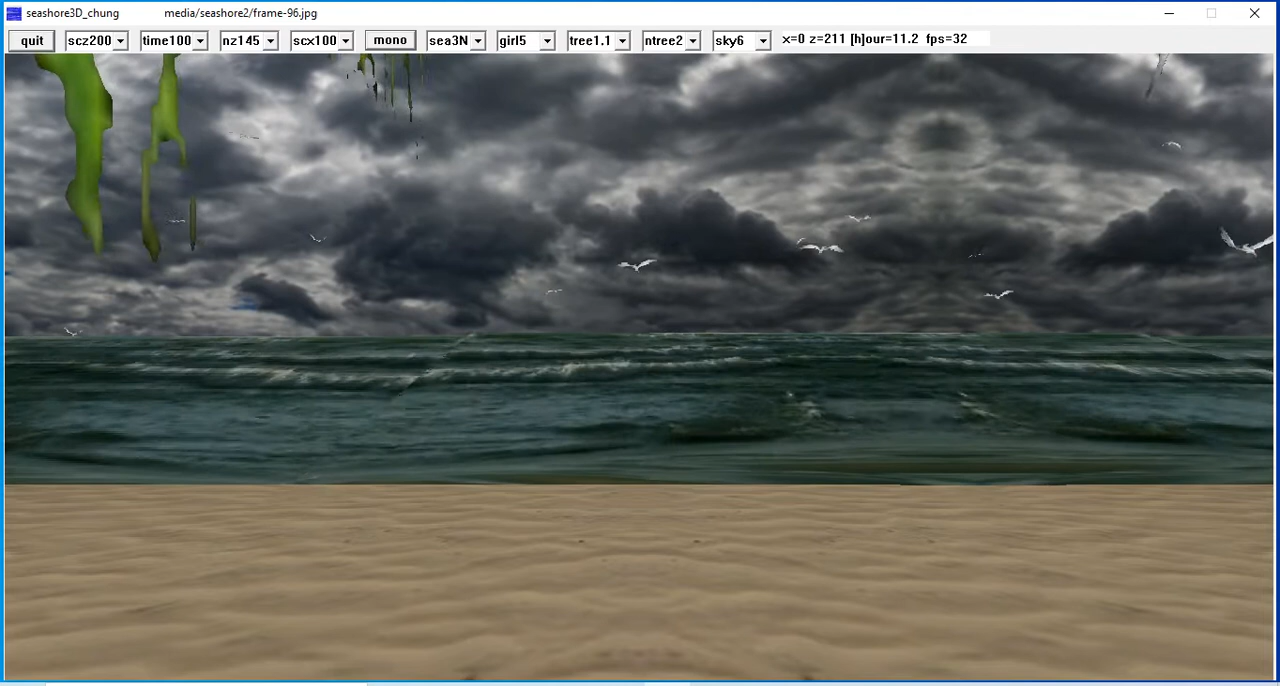 seashore3D_chung media/seashore2/frame-96.jpg
quit scz200 time100 nz145 scx100 mono sea3N girl5 tree1.1 ntree2 sky6 x=0 z=211 [h]our=11.2 fps=32